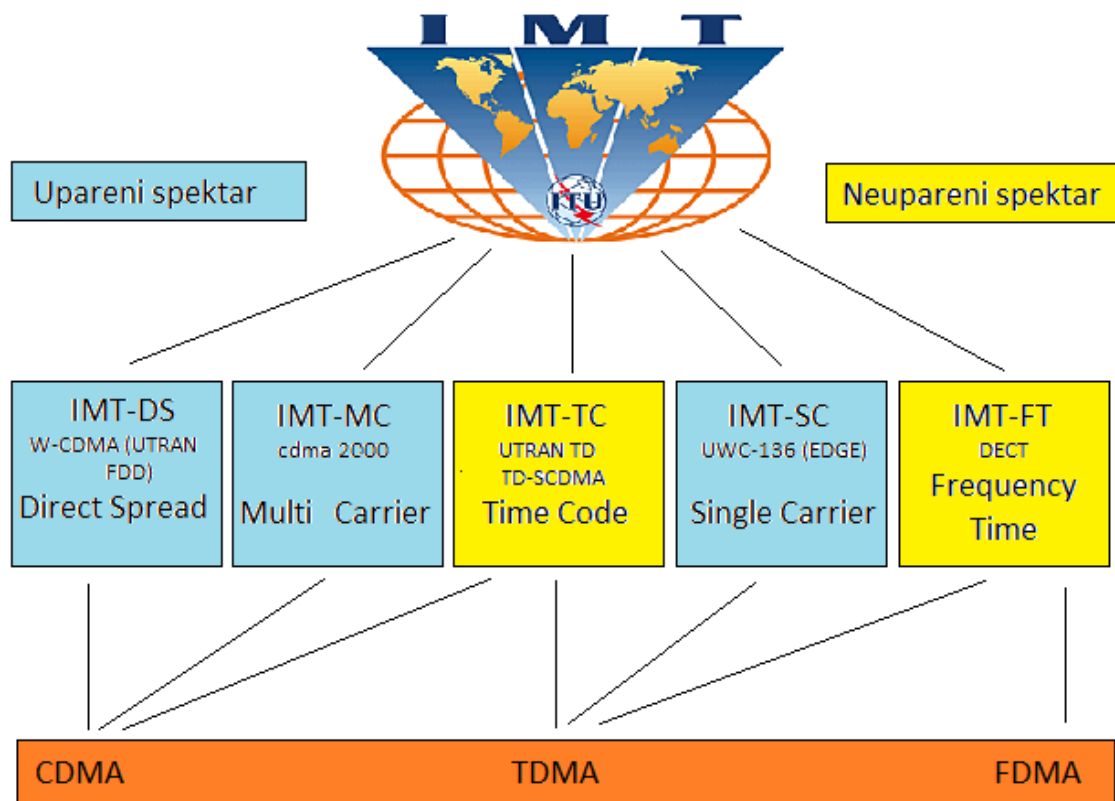 I M T
ITU
Upareni spektar
Neupareni spektar
IMT-DS
W-CDMA (UTRAN
FDD)
Direct Spread
IMT-MC
cdma 2000
Multi Carrier
IMT-TC
UTRAN TD
TD-SCDMA
Time Code
IMT-SC
UWC-136 (EDGE)
Single Carrier
IMT-FT
DECT
Frequency
Time
CDMA
TDMA
FDMA